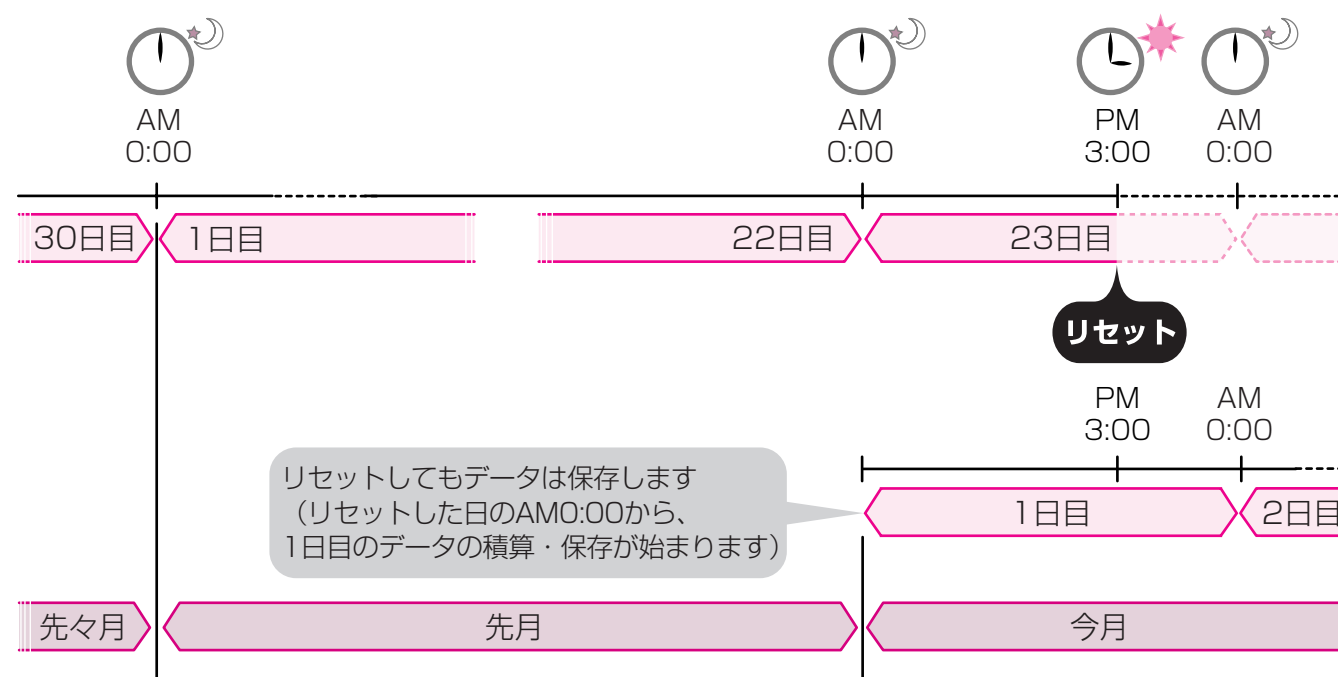 AM
0:00
AM
0:00
PM
3:00
AM
0:00
30日目
1日目
22日目
23日目
リセット
PM
3:00
AM
0:00
リセットしてもデータは保存します
（リセットした日のAM0:00から、
1日目のデータの積算・保存が始まります）
1日目
2日目
先々月
先月
今月